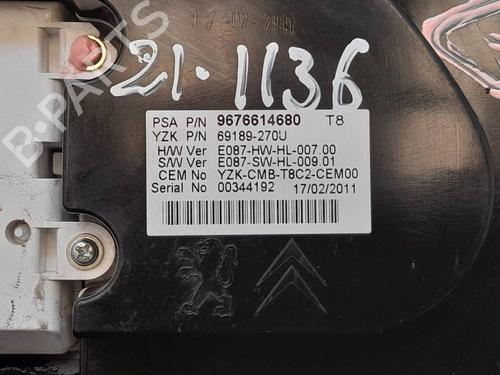 21-1136
PSA P/N 9676614680 T8
YZK P/N 69189-270U
H/W Ver E087-HW-HL-007.00
S/W Ver E087-SW-HL-009.01
CEM No YZK-CMB-T8C2-CEM00
Serial No 00344192 17/02/2011
B-PARTS